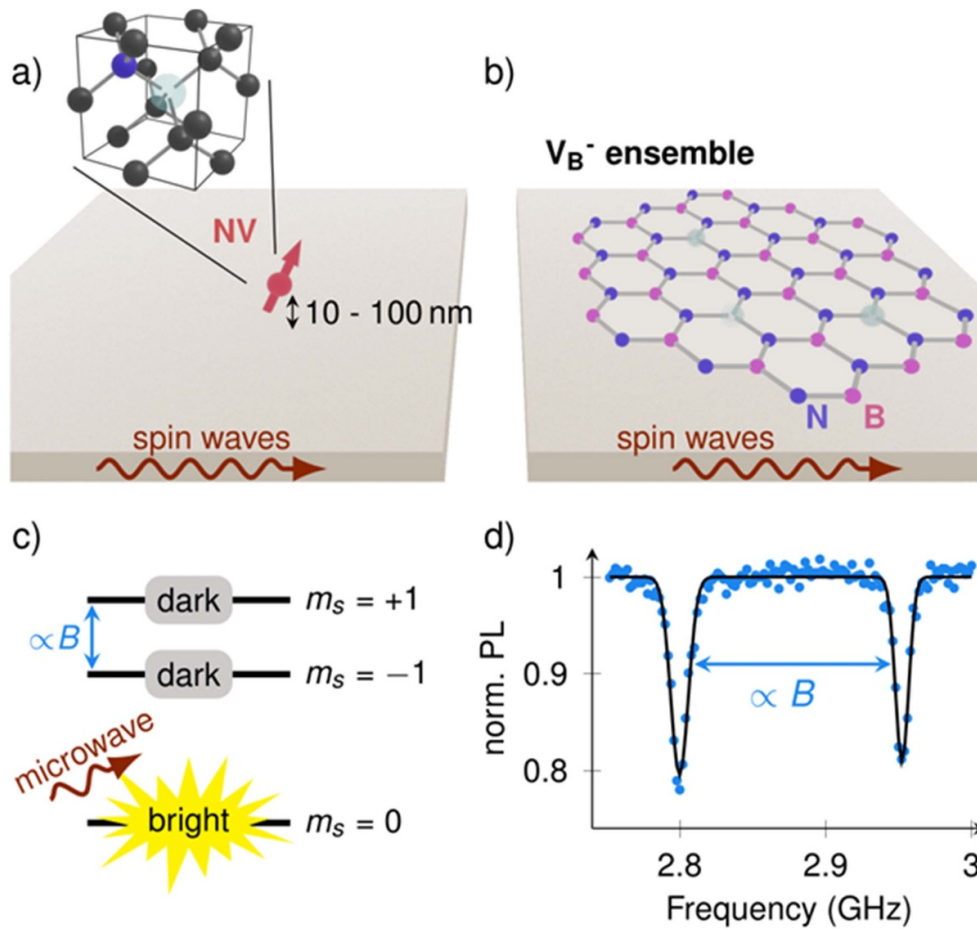 a)
NV
10 - 100 nm
spin waves
b)
V_B⁻ ensemble
N
B
spin waves
c)
dark
m_s = +1
∝ B
dark
m_s = −1
microwave
bright
m_s = 0
d)
norm. PL
1
0.9
0.8
∝ B
2.8
2.9
3
Frequency (GHz)